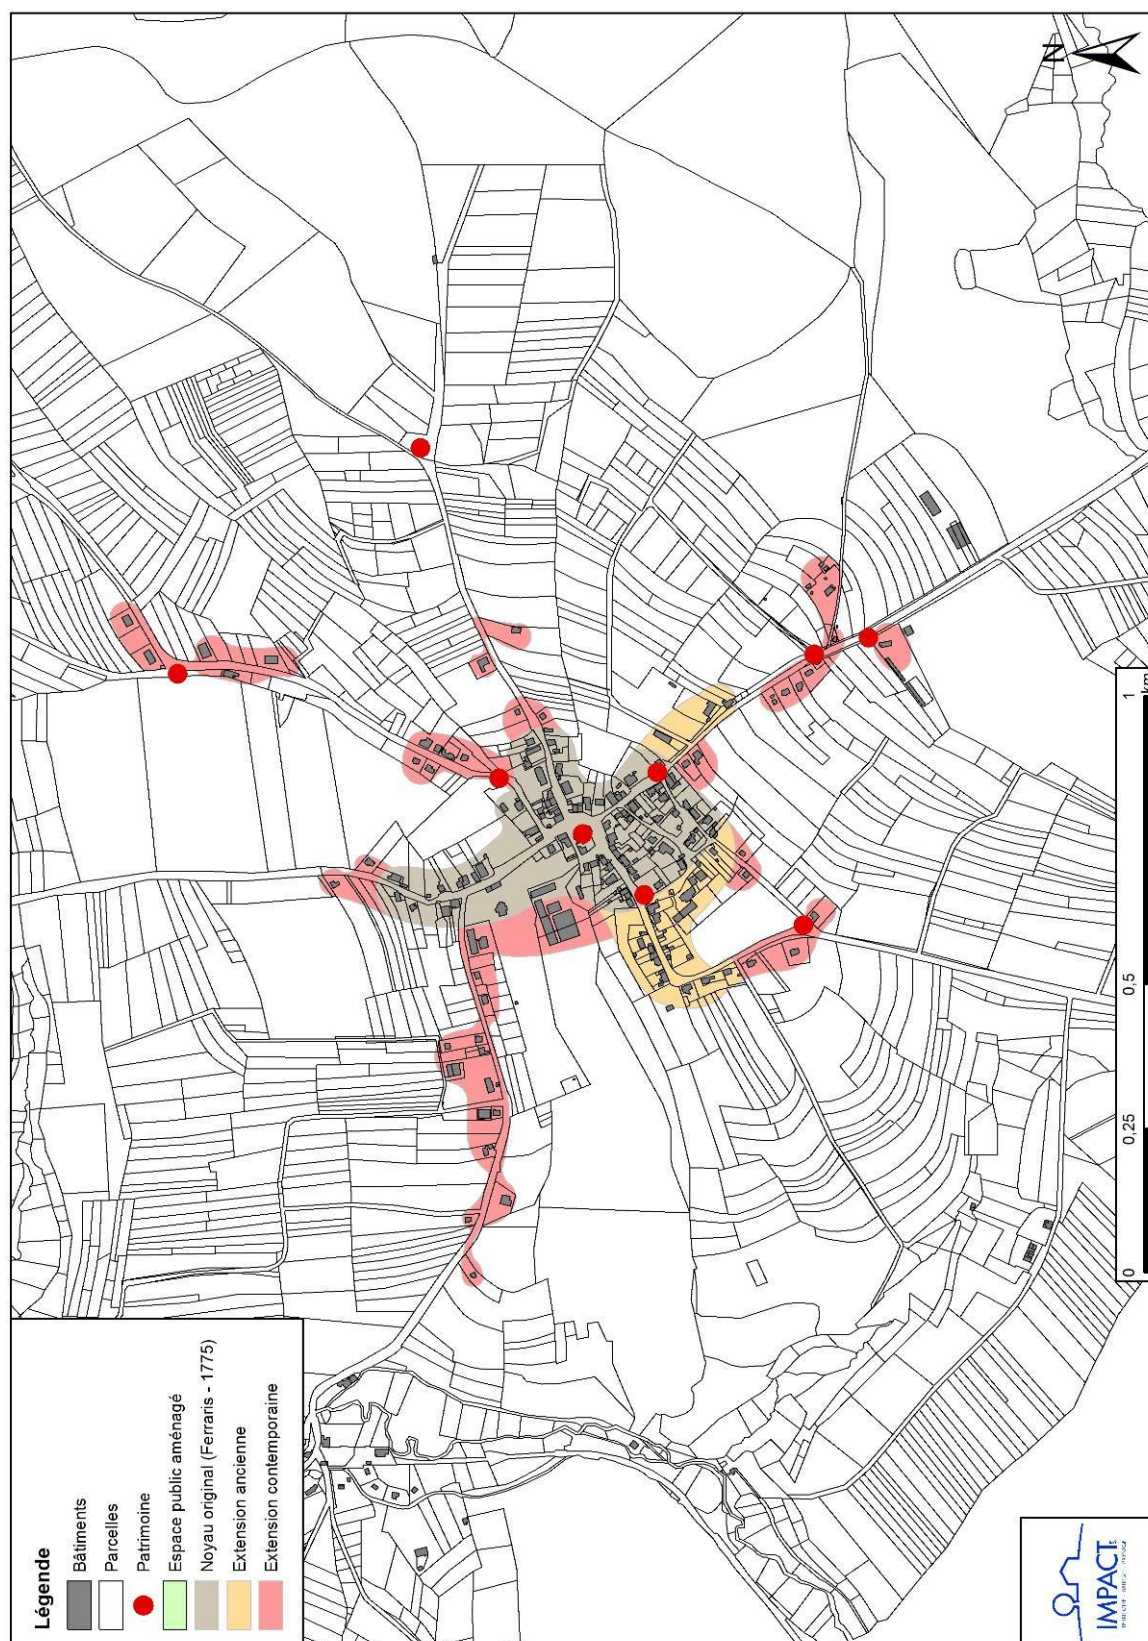 Légende
Bâtiments
Parcelles
Patrimoine
Espace public aménagé
Noyau original (Ferraris - 1775)
Extension ancienne
Extension contemporaine
N
0 0,25 0,5 1
km
IMPACT